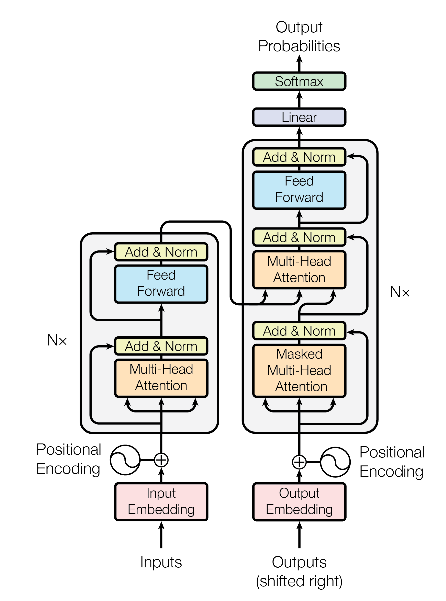 Output
Probabilities
Softmax
Linear
Add & Norm
Feed
Forward
Add & Norm
Multi-Head
Attention
Nx
Add & Norm
Masked
Multi-Head
Attention
Add & Norm
Feed
Forward
Nx
Add & Norm
Multi-Head
Attention
Positional
Encoding
Positional
Encoding
Input
Embedding
Output
Embedding
Inputs
Outputs
(shifted right)